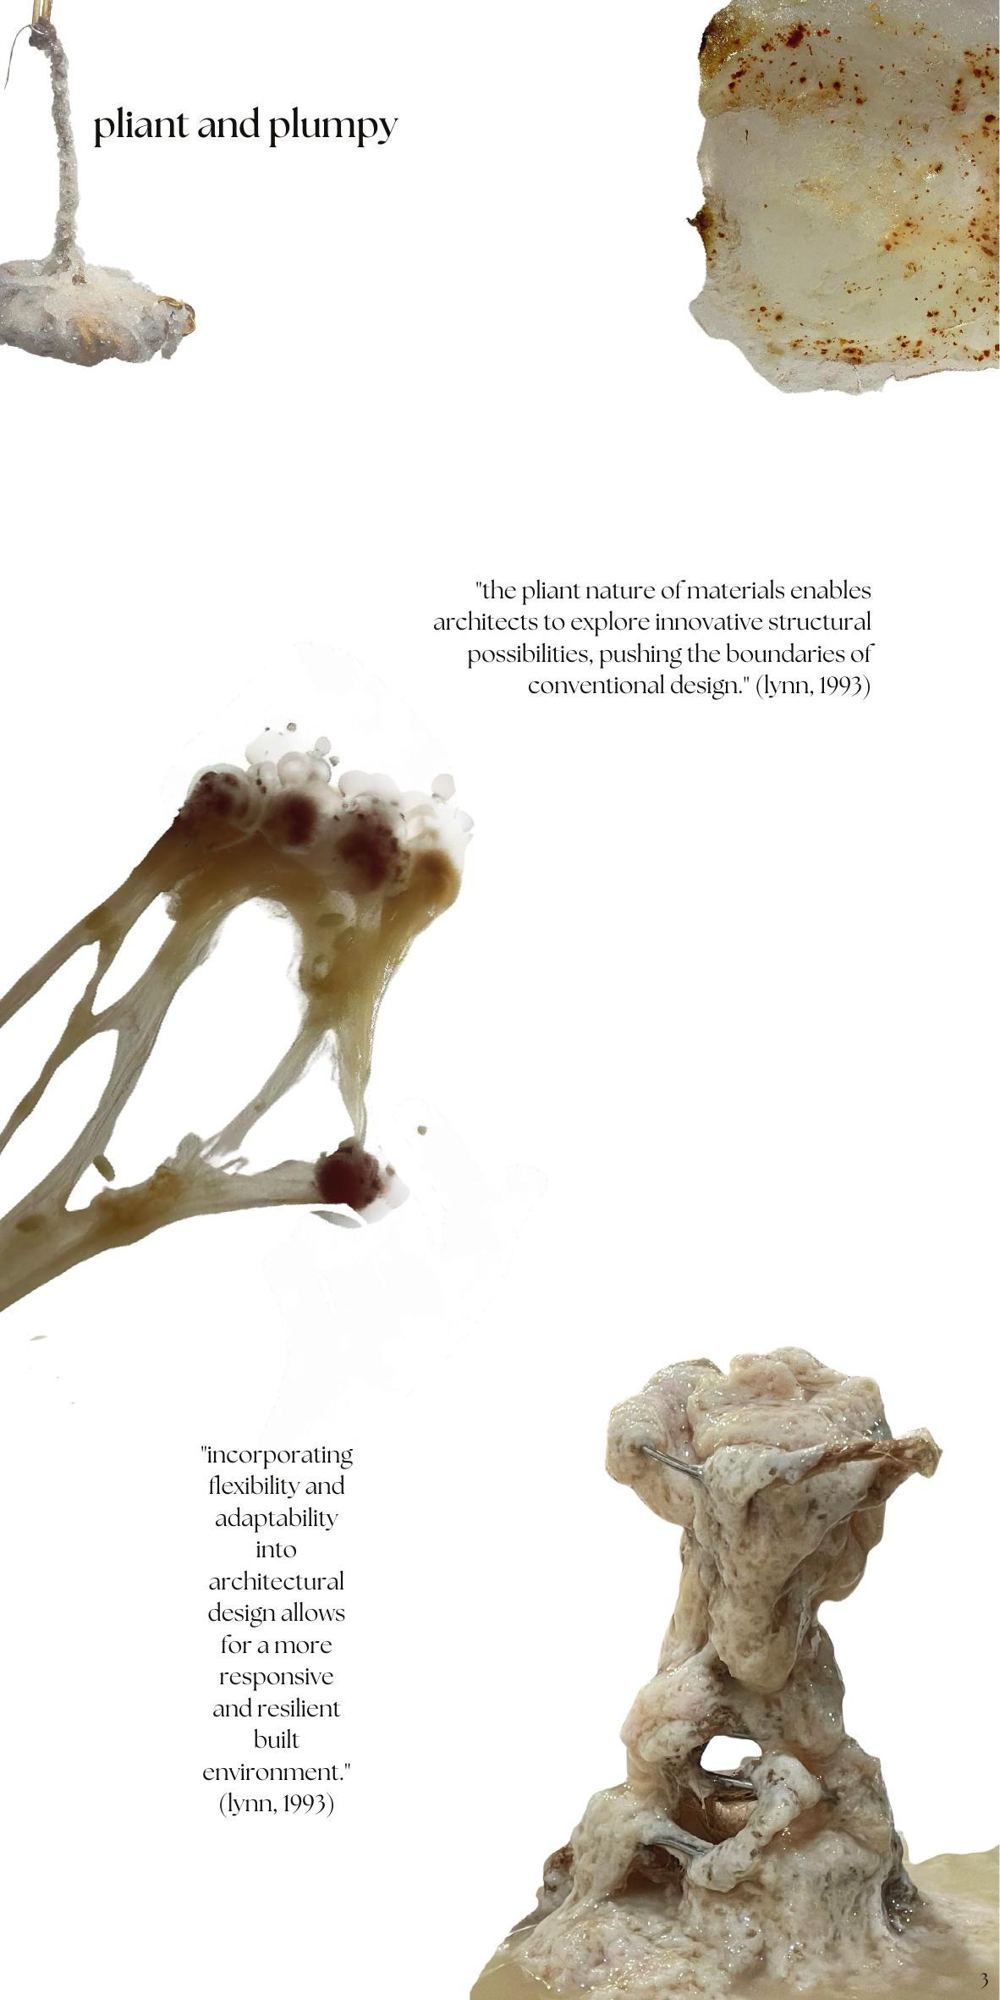 pliant and plumpy
"the pliant nature of materials enables
architects to explore innovative structural
possibilities, pushing the boundaries of
conventional design." (lynn, 1993)
"incorporating
flexibility and
adaptability
into
architectural
design allows
for a more
responsive
and resilient
built
environment."
(lynn, 1993)
3